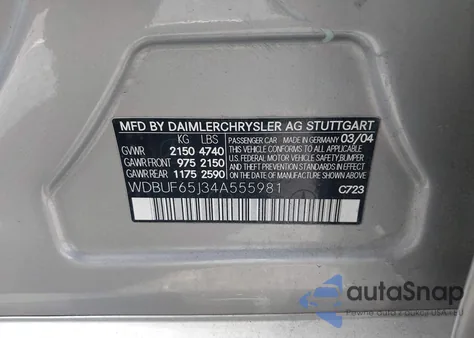 MFD BY DAIMLERCHRYSLER AG STUTTGART
KG LBS PASSENGER CAR MADE IN GERMANY 03/04
GVWR 2150 4740 THIS CAR CONFORMS TO ALL APPLICABLE
GAWR.FRONT 975 2150 U.S. FEDERAL MOTOR VEHICLE SAFETY,BUMPER,
GAWR.REAR 1175 2590 AND THEFT PREVENTION STANDARDS IN EFFECT ON THE DATE OF MANUFACTURE SHOWN ABOVE
WDBUF65J34A555981 C723
autoSnap